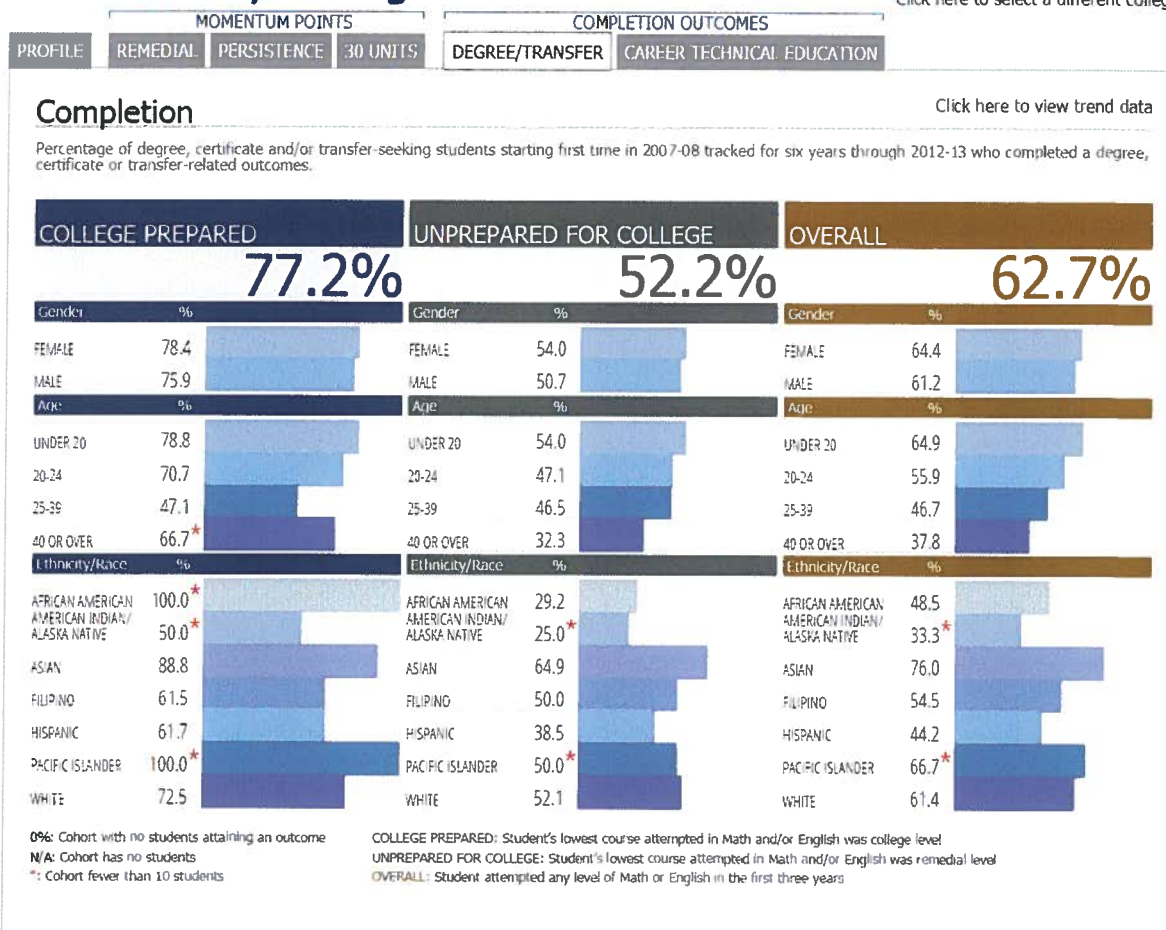 Click here to select a different
MOMENTUM POINTS COMPLETION OUTCOMES
PROFILE REMEDIAL PERSISTENCE 30 UNITS DEGREE/TRANSFER CAREER TECHNICAL EDUCATION
Completion
Click here to view trend data
Percentage of degree, certificate and/or transfer-seeking students starting first time in 2007-08 tracked for six years through 2012-13 who completed a degree,
certificate or transfer-related outcomes.
COLLEGE PREPARED
77.2%
Gender %
FEMALE 78.4
MALE 75.9
Age %
UNDER 20 78.8
20-24 70.7
25-39 47.1
40 OR OVER 66.7*
Ethnicity/Race %
AFRICAN AMERICAN 100.0*
AMERICAN INDIAN/
ALASKA NATIVE 50.0*
ASIAN 88.8
FILIPINO 61.5
HISPANIC 61.7
PACIFIC ISLANDER 100.0*
WHITE 72.5
UNPREPARED FOR COLLEGE
52.2%
Gender %
FEMALE 54.0
MALE 50.7
Age %
UNDER 20 54.0
20-24 47.1
25-39 46.5
40 OR OVER 32.3
Ethnicity/Race %
AFRICAN AMERICAN 29.2
AMERICAN INDIAN/
ALASKA NATIVE 25.0*
ASIAN 64.9
FILIPINO 50.0
HISPANIC 38.5
PACIFIC ISLANDER 50.0*
WHITE 52.1
OVERALL
62.7%
Gender %
FEMALE 64.4
MALE 61.2
Age %
UNDER 20 64.9
20-24 55.9
25-39 46.7
40 OR OVER 37.8
Ethnicity/Race %
AFRICAN AMERICAN 48.5
AMERICAN INDIAN/
ALASKA NATIVE 33.3*
ASIAN 76.0
FILIPINO 54.5
HISPANIC 44.2
PACIFIC ISLANDER 66.7*
WHITE 61.4
0%: Cohort with no students attaining an outcome
N/A: Cohort has no students
*: Cohort fewer than 10 students
COLLEGE PREPARED: Student's lowest course attempted in Math and/or English was college level
UNPREPARED FOR COLLEGE: Student's lowest course attempted in Math and/or English was remedial level
OVERALL: Student attempted any level of Math or English in the first three years